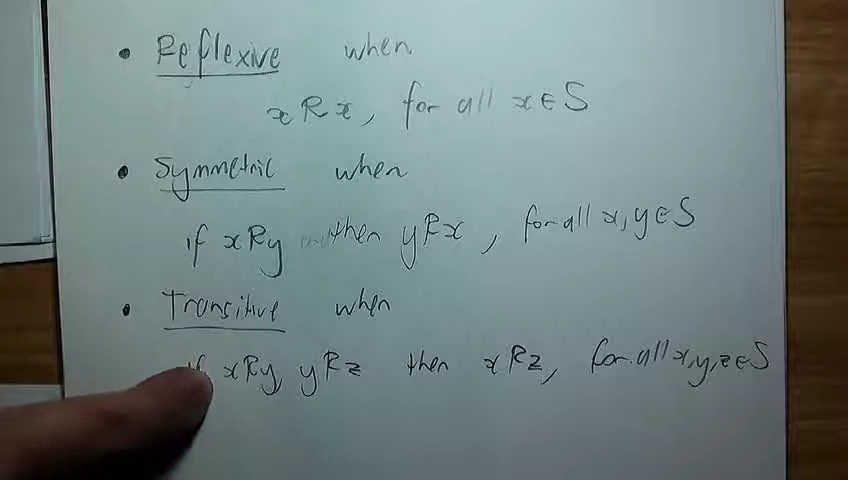 • Reflexive when
xRx, for all x∈S
• Symmetric when
if xRy then yRx, for all x,y∈S
• Transitive when
if xRy, yRz then xRz, for all x,y,z∈S